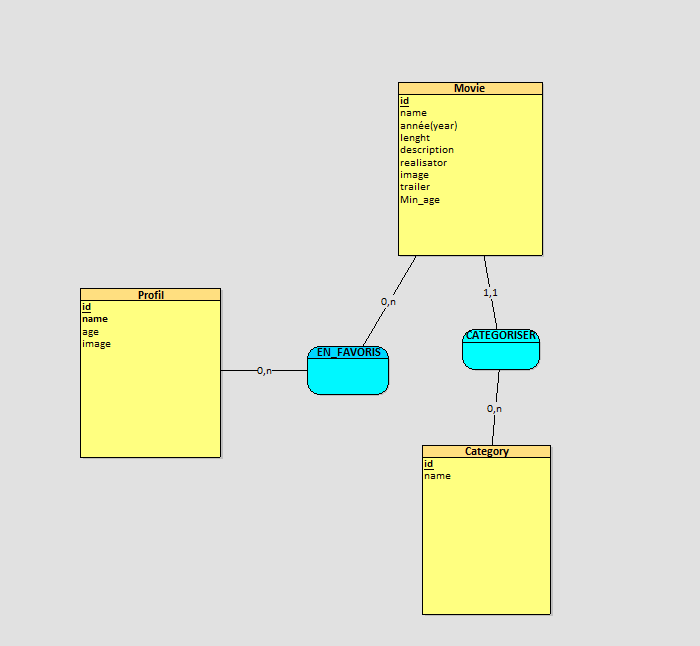 Movie
id
name
année(year)
lenght
description
realisator
image
trailer
Min_age
0,n
1,1
Profil
id
name
age
image
EN_FAVORIS
CATEGORISER
0,n
0,n
Category
id
name